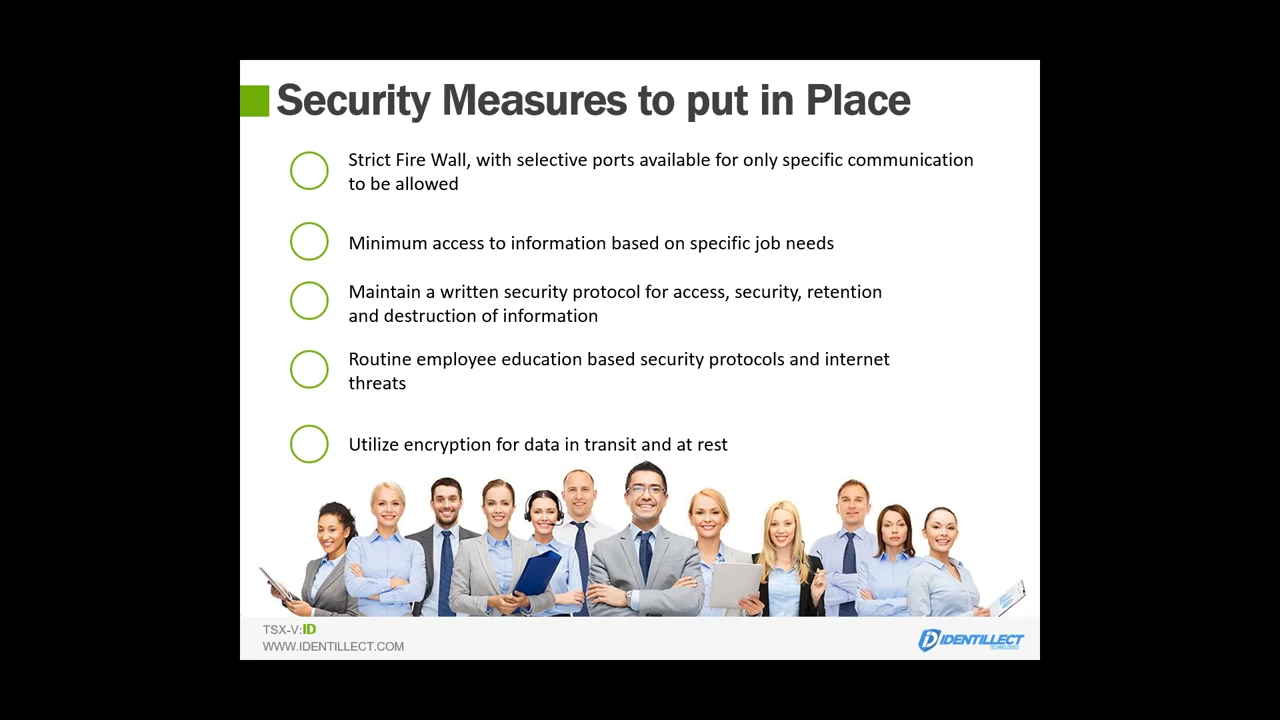 Security Measures to put in Place
Strict Fire Wall, with selective ports available for only specific communication
to be allowed
Minimum access to information based on specific job needs
Maintain a written security protocol for access, security, retention
and destruction of information
Routine employee education based security protocols and internet
threats
Utilize encryption for data in transit and at rest
TSX-V:ID
WWW.IDENTILLECT.COM
ID IDENTILLECT
TECHNOLOGIES